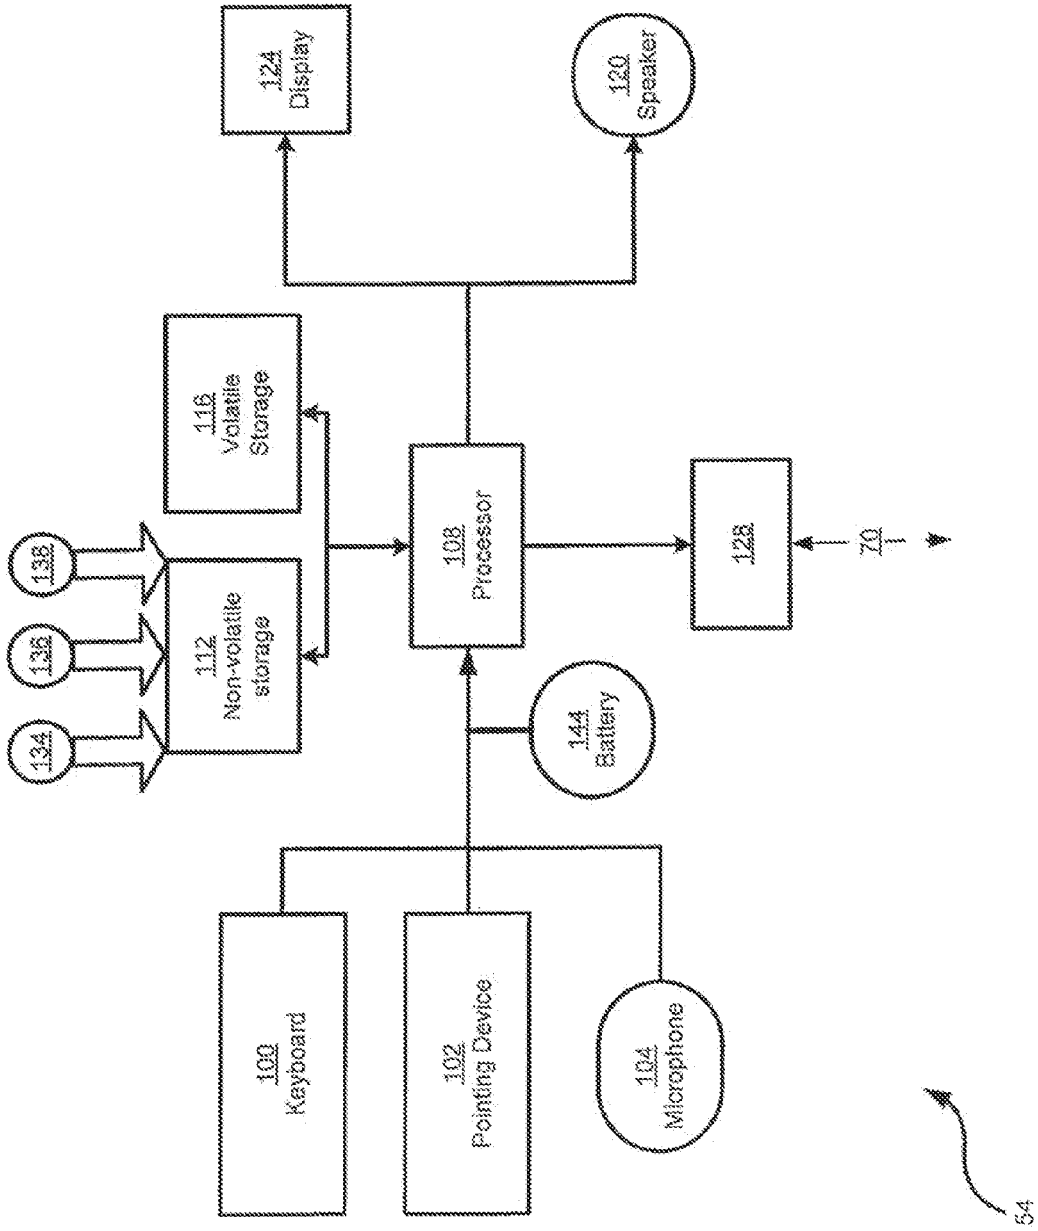 134
136
138
112
Non-volatile
storage
116
Volatile
Storage
100
Keyboard
124
Display
102
Pointing Device
108
Processor
144
Battery
104
Microphone
120
Speaker
128
70
54